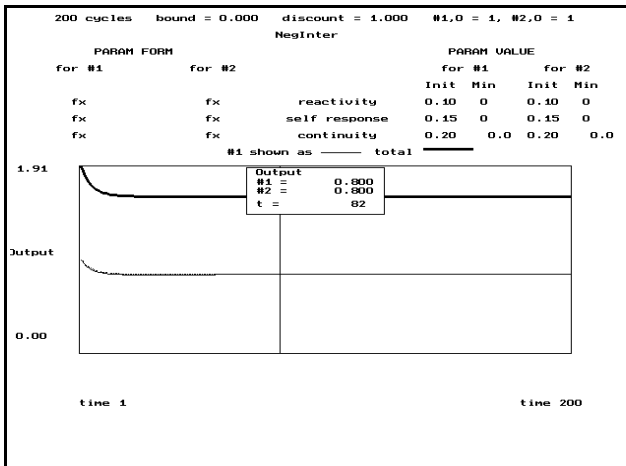 200 cycles bound = 0.000 discount = 1.000 #1,0 = 1, #2,0 = 1
NegInter
PARAM FORM PARAM VALUE
for #1 for #2 for #1 for #2
Init Min Init Min
fx fx reactivity 0.10 0 0.10 0
fx fx self response 0.15 0 0.15 0
fx fx continuity 0.20 0.0 0.20 0.0
#1 shown as —— total ——
1.91
Output
#1 = 0.800
#2 = 0.800
t = 82
Output
0.00
time 1 time 200